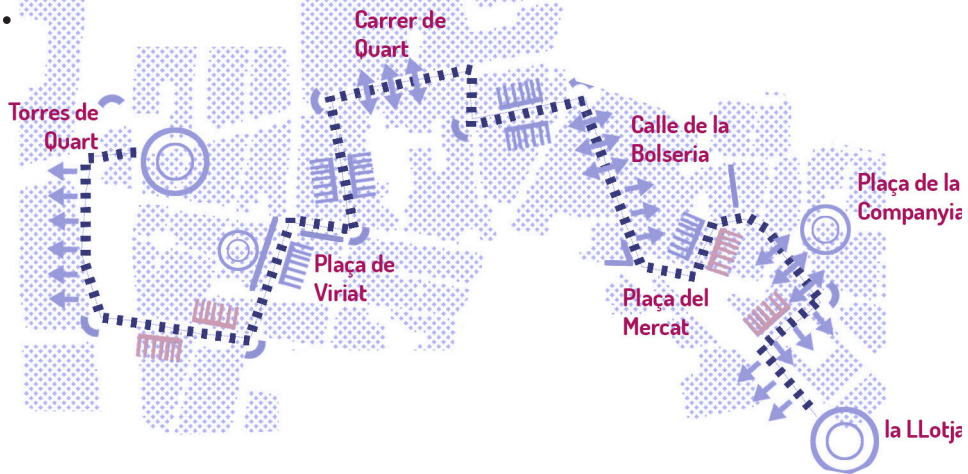 Carrer de
Quart
Torres de
Quart
Calle de la
Bolseria
Plaça de la
Companyia
Plaça de
Viriat
Plaça del
Mercat
la LLotja